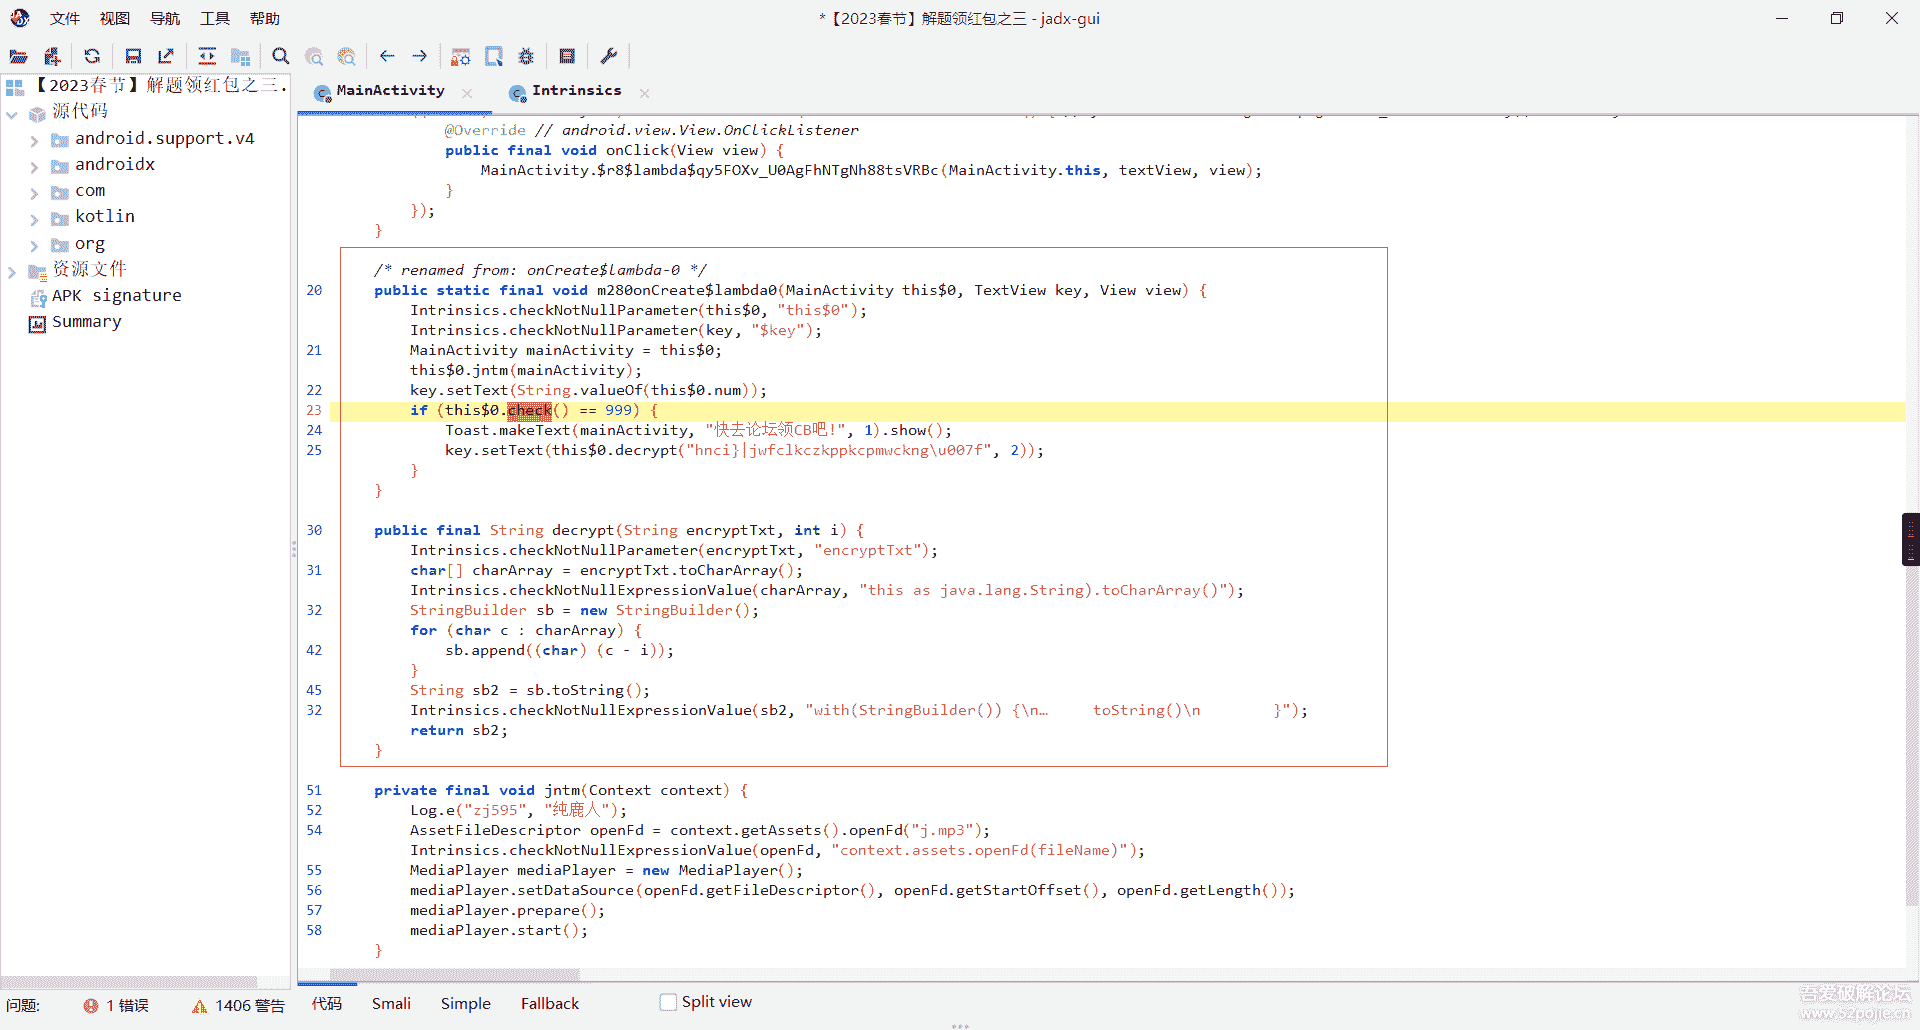 文件 视图 导航 工具 帮助
*【2023春节】解题领红包之三 - jadx-gui
【2023春节】解题领红包之三.
源代码
android.support.v4
androidx
com
kotlin
org
资源文件
APK signature
Summary
MainActivity
Intrinsics
@Override // android.view.View.OnClickListener
public final void onClick(View view) {
MainActivity.$r8$lambda$qy5FOXv_U0AgFhNTgNh88tsVRBc(MainActivity.this, textView, view);
}
});
}
/* renamed from: onCreate$lambda-0 */
20 public static final void m280onCreate$lambda0(MainActivity this$0, TextView key, View view) {
Intrinsics.checkNotNullParameter(this$0, "this$0");
Intrinsics.checkNotNullParameter(key, "$key");
21 MainActivity mainActivity = this$0;
this$0.jntm(mainActivity);
22 key.setText(String.valueOf(this$0.num));
23 if (this$0.check() == 999) {
24 Toast.makeText(mainActivity, "快去论坛领CB吧!", 1).show();
25 key.setText(this$0.decrypt("hnci}|jwfclkczkppkcpmwckng\u007f", 2));
}
}
30 public final String decrypt(String encryptTxt, int i) {
Intrinsics.checkNotNullParameter(encryptTxt, "encryptTxt");
31 char[] charArray = encryptTxt.toCharArray();
Intrinsics.checkNotNullExpressionValue(charArray, "this as java.lang.String).toCharArray()");
32 StringBuilder sb = new StringBuilder();
for (char c : charArray) {
42 sb.append((char) (c - i));
}
45 String sb2 = sb.toString();
32 Intrinsics.checkNotNullExpressionValue(sb2, "with(StringBuilder()) {\n… toString()\n }");
return sb2;
}
51 private final void jntm(Context context) {
52 Log.e("zj595", "纯鹿人");
54 AssetFileDescriptor openFd = context.getAssets().openFd("j.mp3");
Intrinsics.checkNotNullExpressionValue(openFd, "context.assets.openFd(fileName)");
55 MediaPlayer mediaPlayer = new MediaPlayer();
56 mediaPlayer.setDataSource(openFd.getFileDescriptor(), openFd.getStartOffset(), openFd.getLength());
57 mediaPlayer.prepare();
58 mediaPlayer.start();
}
问题: 1 错误 1406 警告
代码 Smali Simple Fallback Split view
吾爱破解论坛
www.52pojie.cn